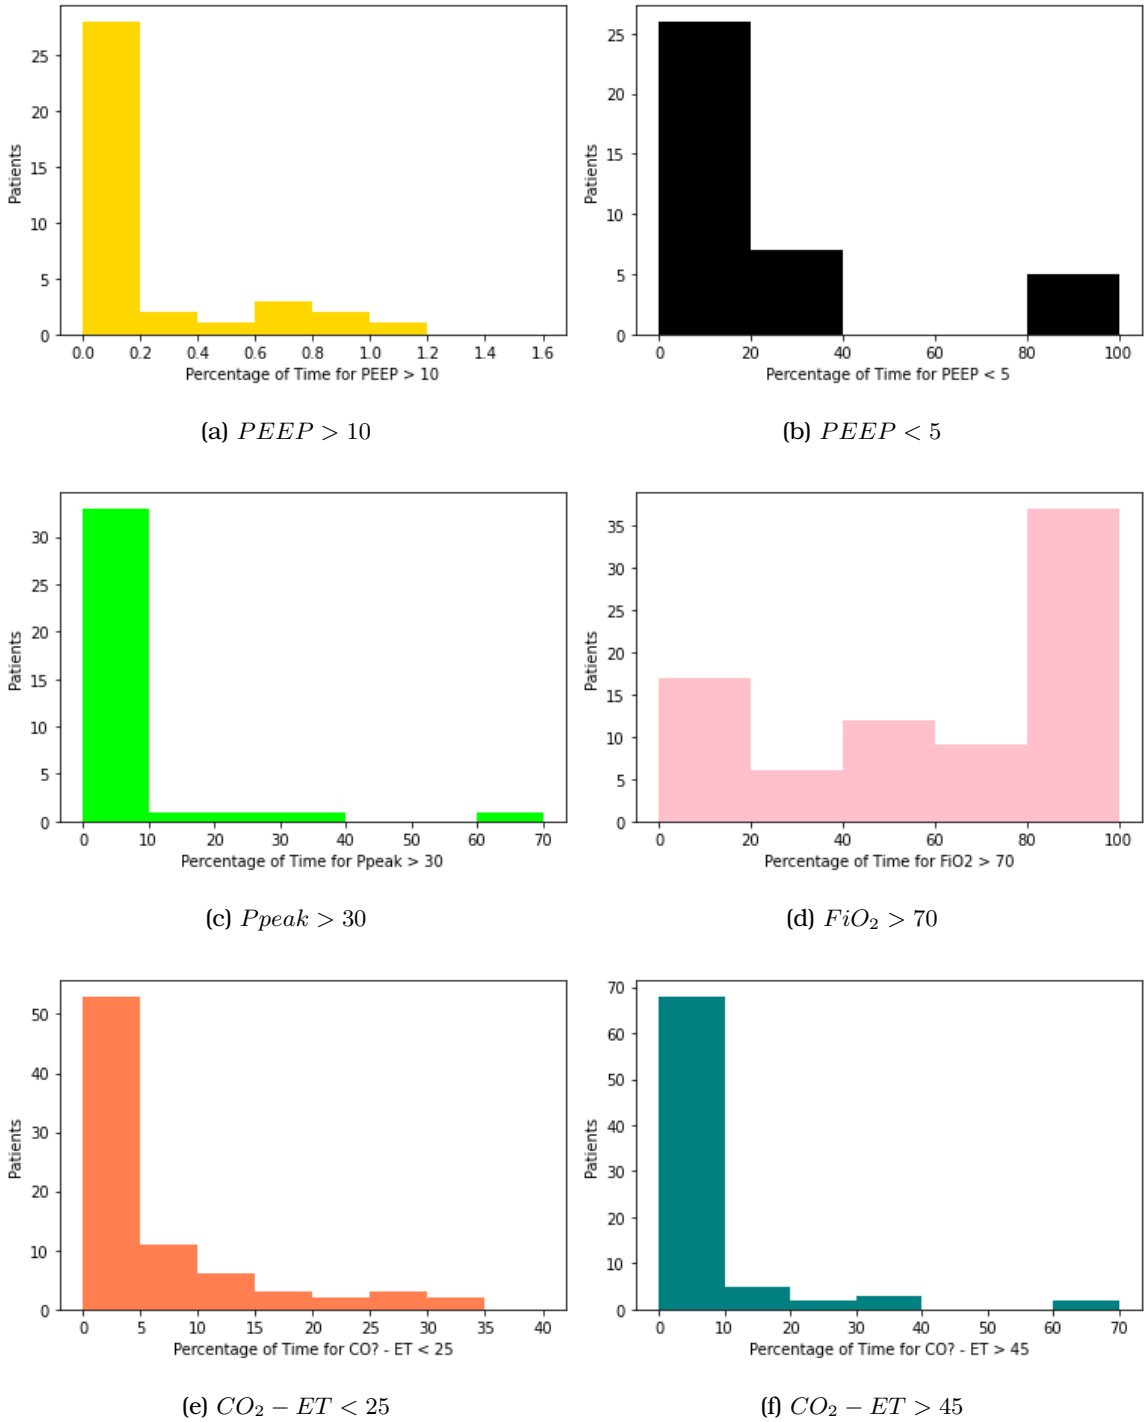 25
20
15
10
5
0
Patients
0.0 0.2 0.4 0.6 0.8 1.0 1.2 1.4 1.6
Percentage of Time for PEEP > 10
(a) PEEP > 10
25
20
15
10
5
0
Patients
0 20 40 60 80 100
Percentage of Time for PEEP < 5
(b) PEEP < 5
30
25
20
15
10
5
0
Patients
0 10 20 30 40 50 60 70
Percentage of Time for Ppeak > 30
(c) Ppeak > 30
35
30
25
20
15
10
5
0
Patients
0 20 40 60 80 100
Percentage of Time for FiO2 > 70
(d) FiO₂ > 70
50
40
30
20
10
0
Patients
0 5 10 15 20 25 30 35 40
Percentage of Time for CO? - ET < 25
(e) CO₂ − ET < 25
70
60
50
40
30
20
10
0
Patients
0 10 20 30 40 50 60 70
Percentage of Time for CO? - ET > 45
(f) CO₂ − ET > 45